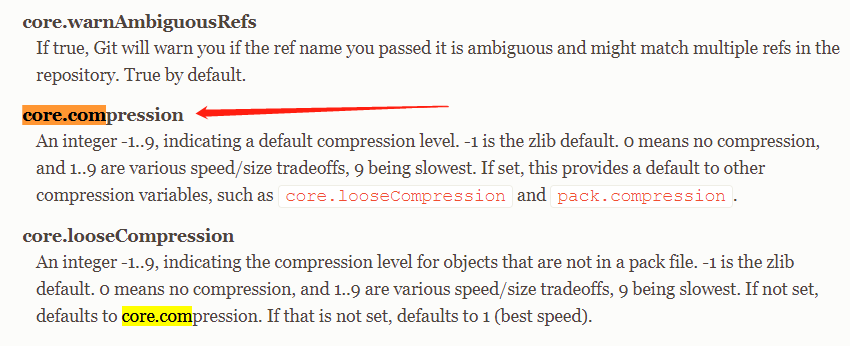 core.warnAmbiguousRefs
If true, Git will warn you if the ref name you passed it is ambiguous and might match multiple refs in the
repository. True by default.
core.compression
An integer -1..9, indicating a default compression level. -1 is the zlib default. 0 means no compression,
and 1..9 are various speed/size tradeoffs, 9 being slowest. If set, this provides a default to other
compression variables, such as core.looseCompression and pack.compression.
core.looseCompression
An integer -1..9, indicating the compression level for objects that are not in a pack file. -1 is the zlib
default. 0 means no compression, and 1..9 are various speed/size tradeoffs, 9 being slowest. If not set,
defaults to core.compression. If that is not set, defaults to 1 (best speed).